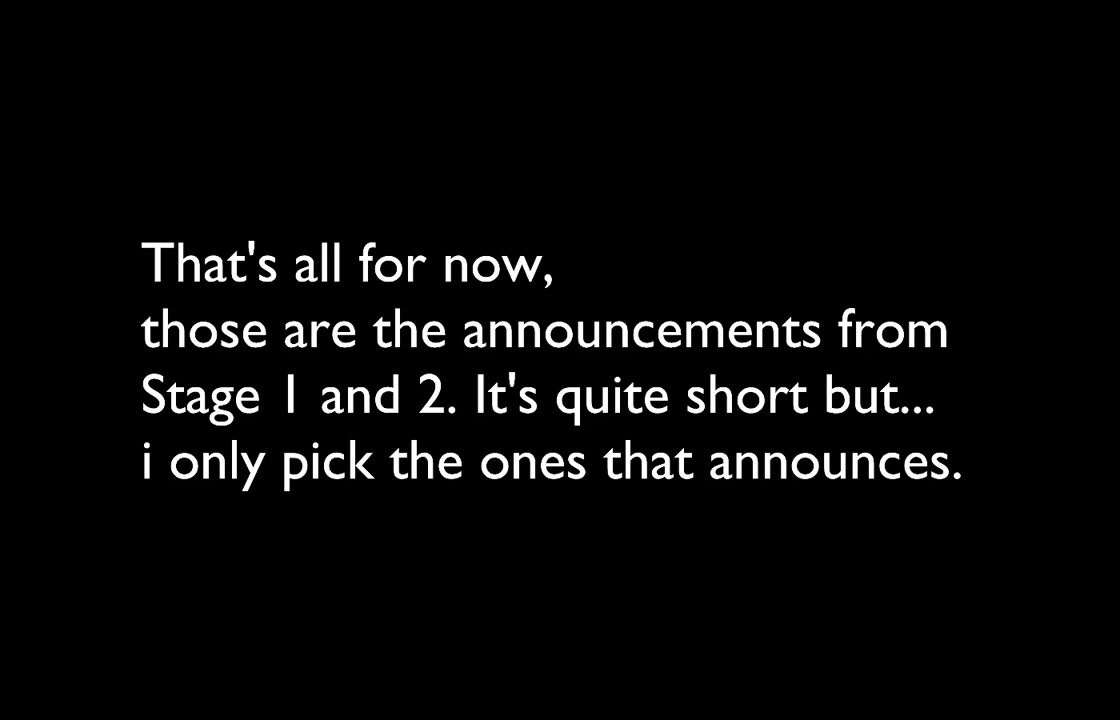 That's all for now,
those are the announcements from
Stage 1 and 2. It's quite short but...
i only pick the ones that announces.